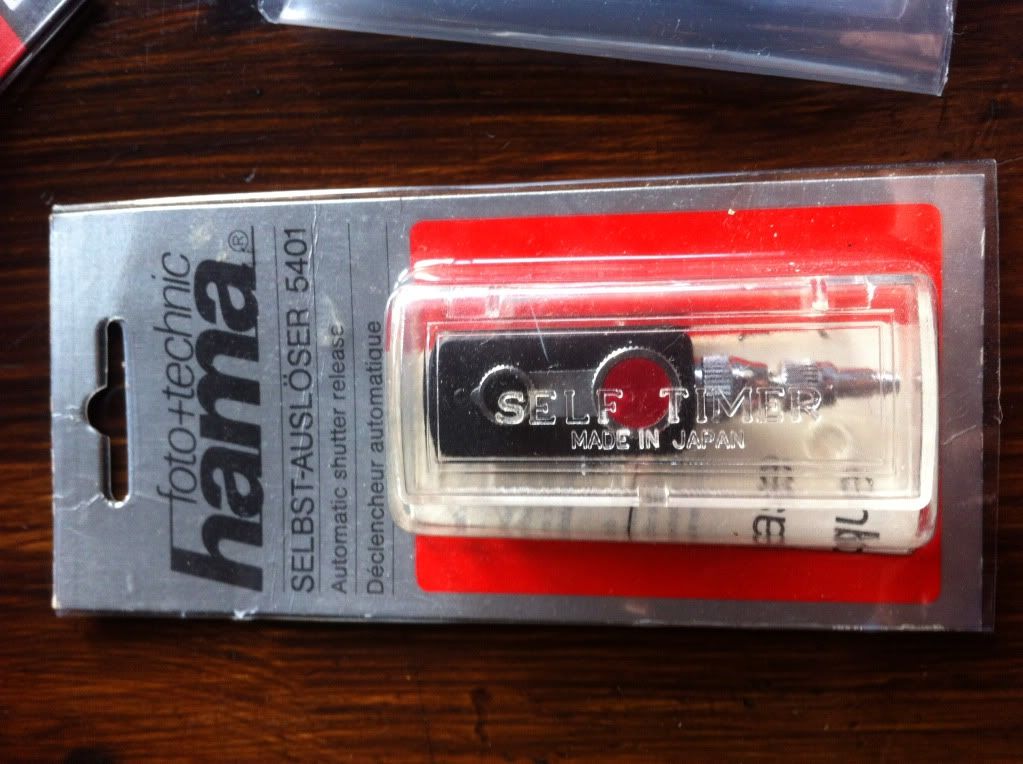 foto+technic
hama®
SELBST-AUSLÖSER 5401
Automatic shutter release
Déclencheur automatique
SELF TIMER
MADE IN JAPAN